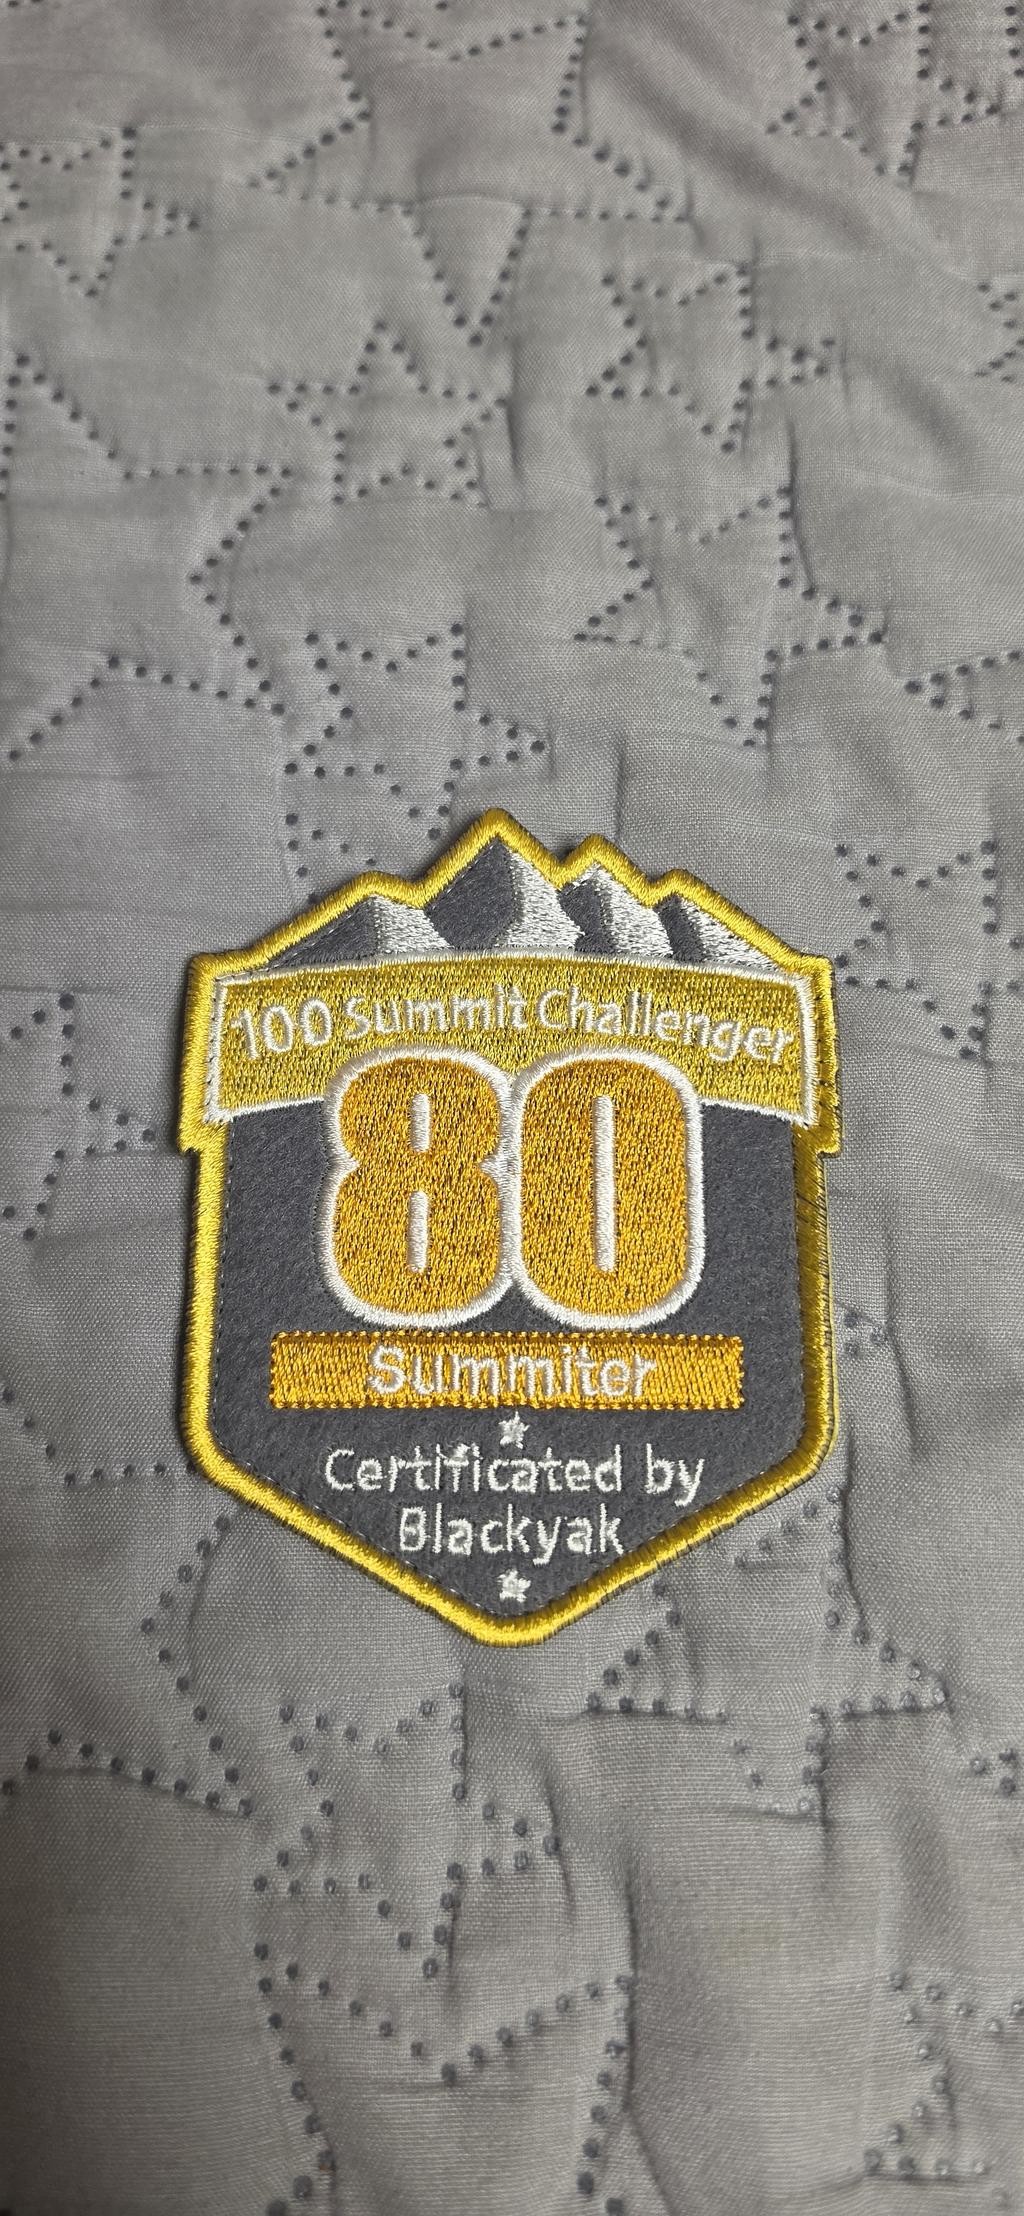 100 Summit Challenger
80
Summiter
Certificated by
Blackyak